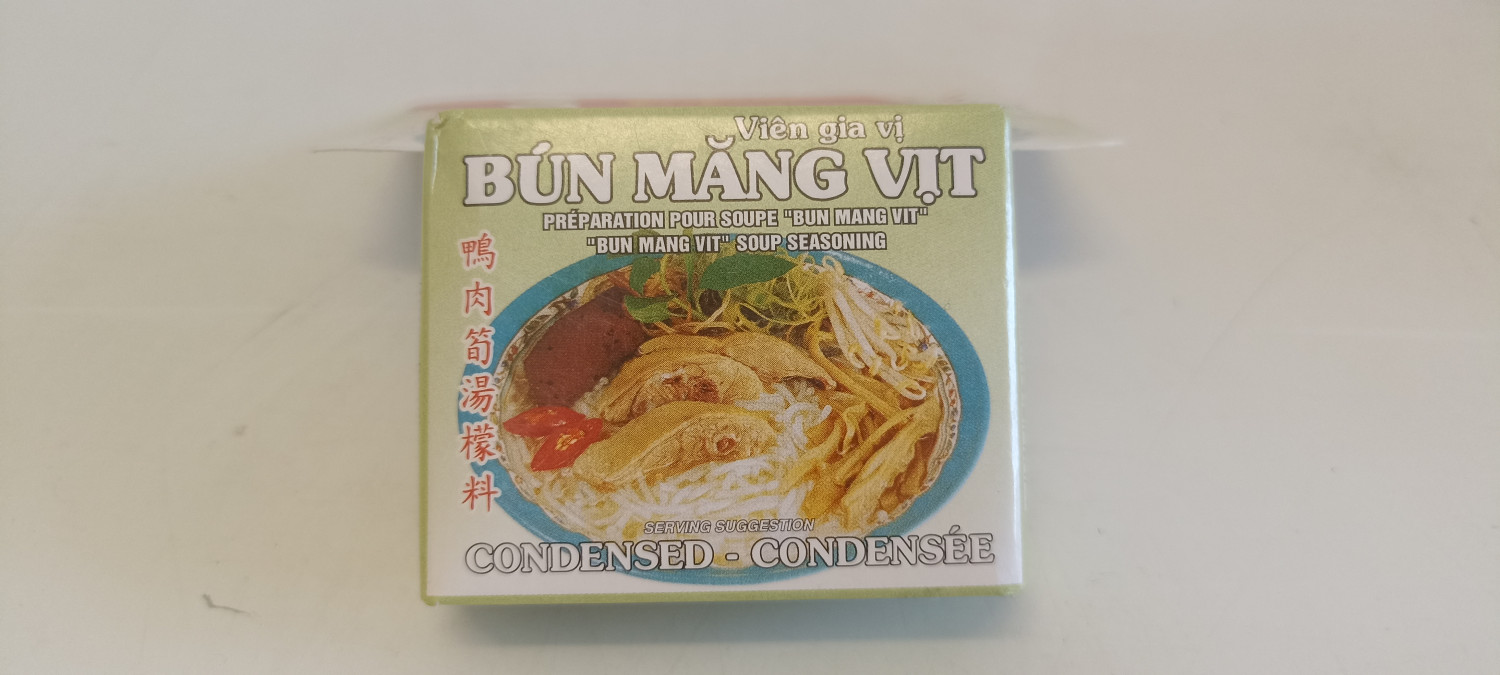 Viên gia vị
BÚN MĂNG VỊT
PRÉPARATION POUR SOUPE "BUN MANG VIT"
"BUN MANG VIT" SOUP SEASONING
鴨肉筍湯檬料
SERVING SUGGESTION
CONDENSED - CONDENSÉE